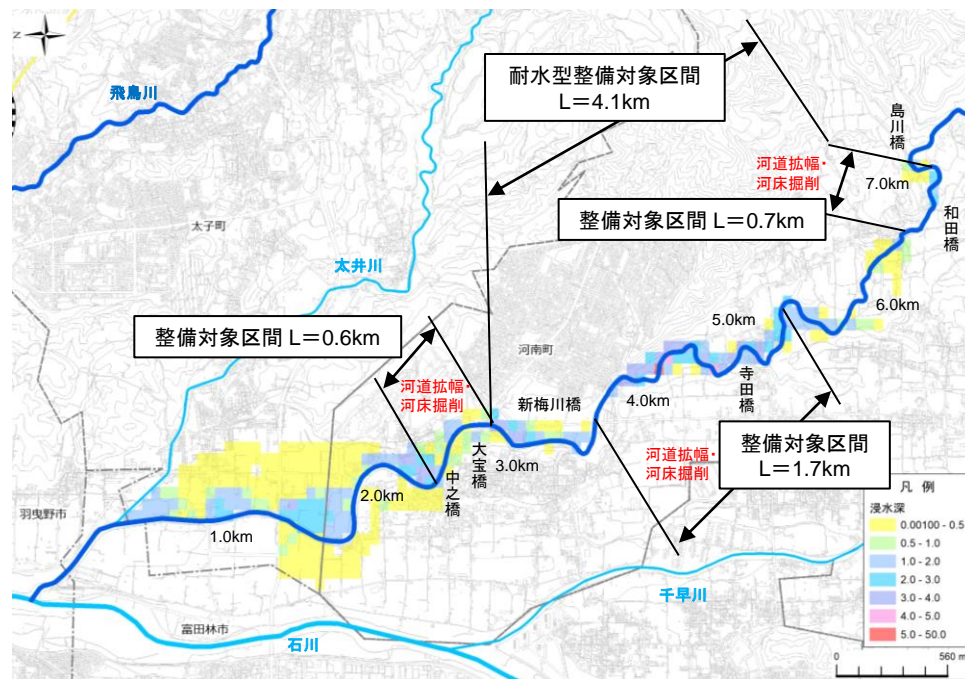 耐水型整備対象区間
L=4.1km
飛鳥川
島川橋
河道拡幅・
河床掘削
7.0km
和田橋
整備対象区間 L=0.7km
太子町
太井川
6.0km
5.0km
整備対象区間 L=0.6km
河南町
河道拡幅・
河床掘削
寺田橋
4.0km
新梅川橋
大宝橋
3.0km
整備対象区間
L=1.7km
河道拡幅・
河床掘削
中之橋
2.0km
凡 例
浸水深
0.00100 - 0.5
0.5 - 1.0
1.0 - 2.0
2.0 - 3.0
3.0 - 4.0
4.0 - 5.0
5.0 - 50.0
羽曳野市
1.0km
千早川
富田林市
石川
0 560 m